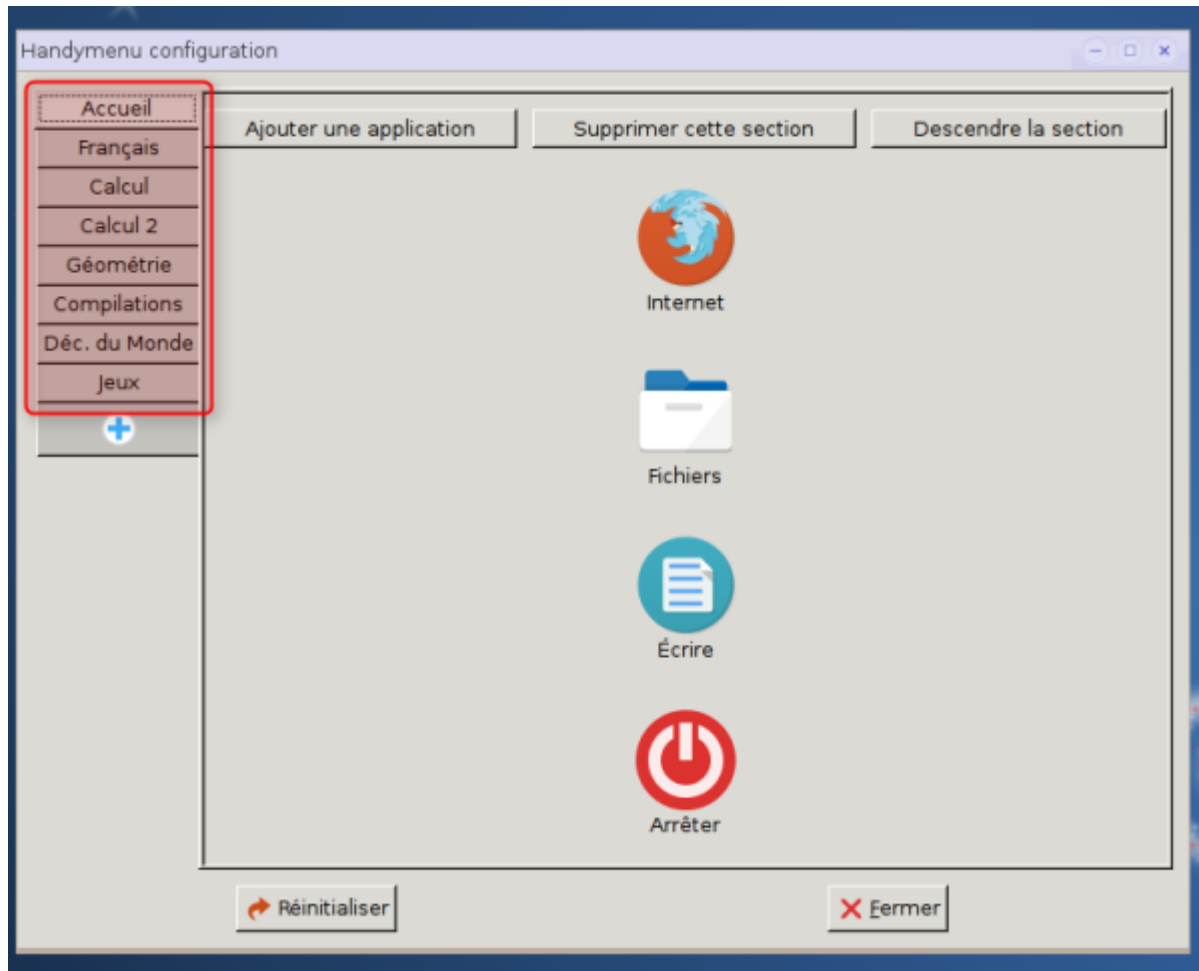 Handymenu configuration
Accueil
Français
Calcul
Calcul 2
Géométrie
Compilations
Déc. du Monde
Jeux
Ajouter une application
Supprimer cette section
Descendre la section
Internet
Fichiers
Écrire
Arrêter
Réinitialiser
Fermer